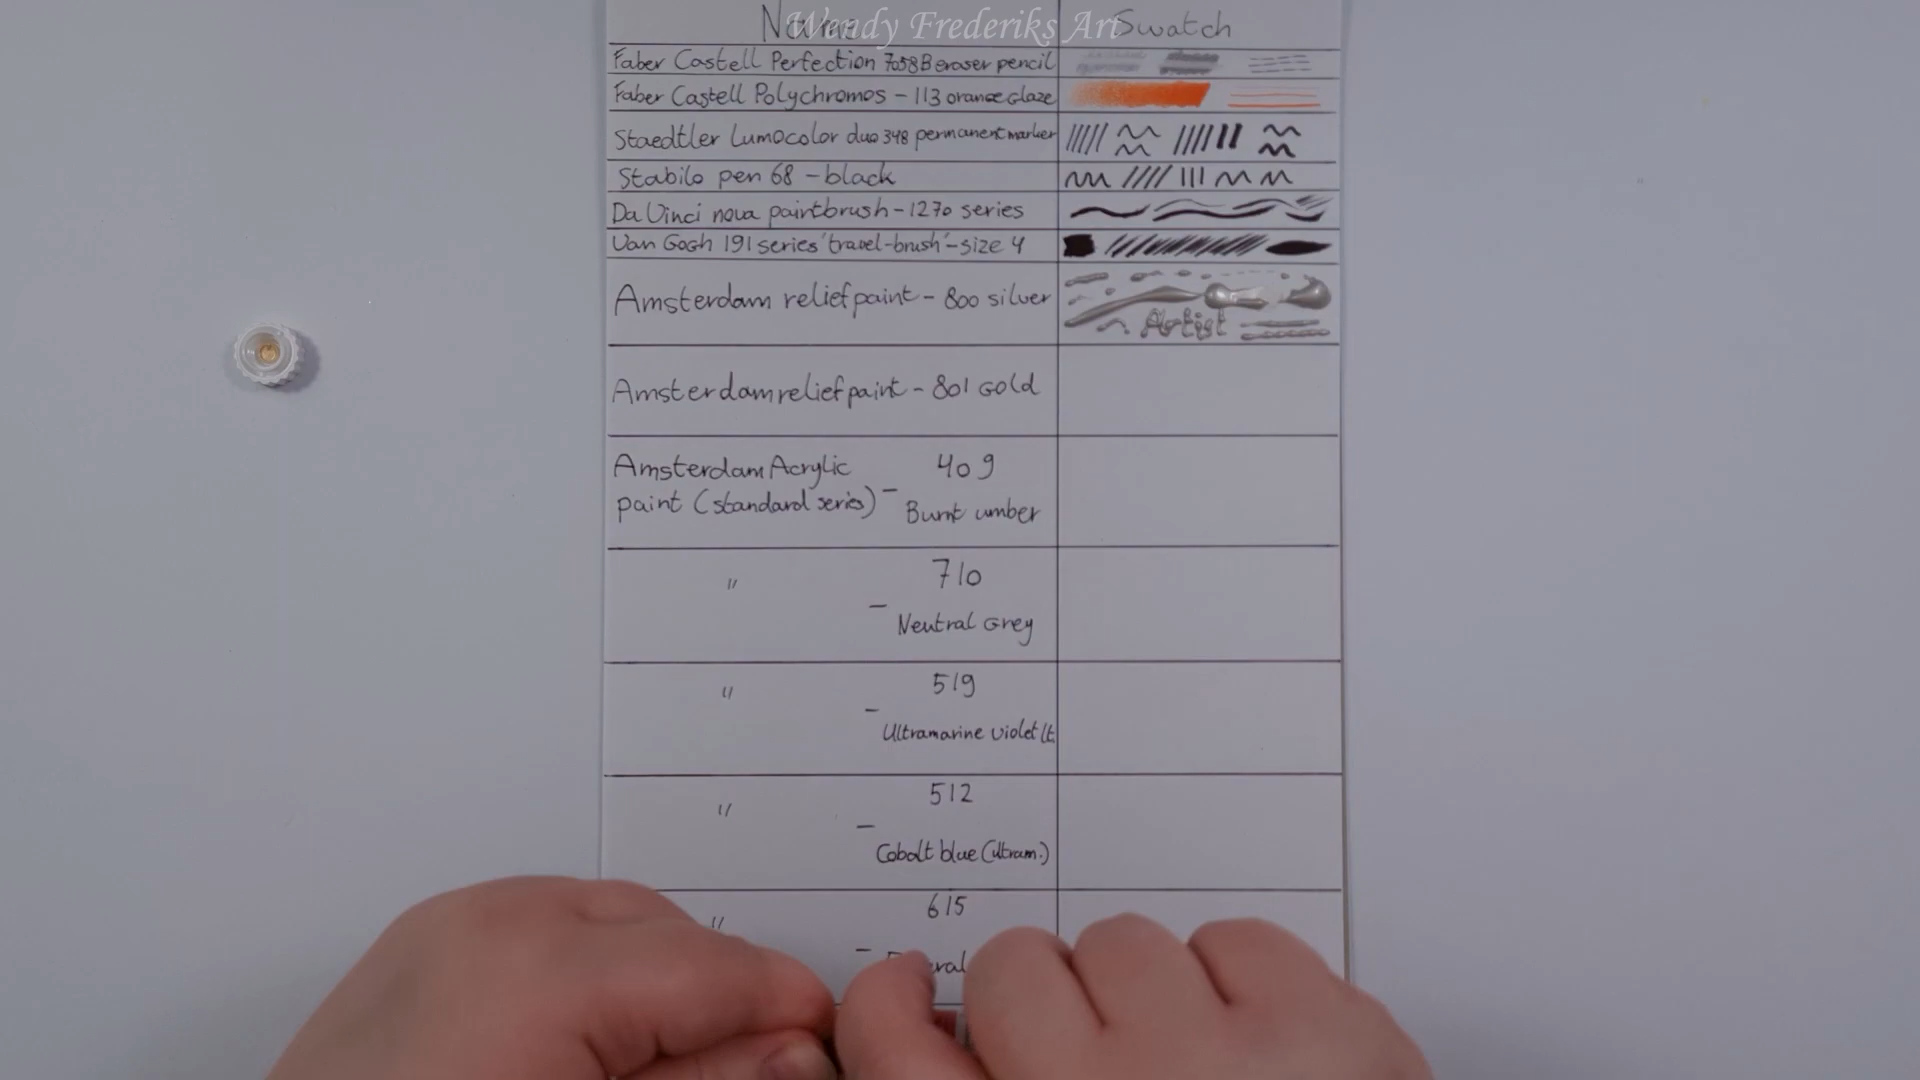 Wendy Frederiks Art
Name Swatch
Faber Castell Perfection 7058B eraser pencil
Faber Castell Polychromos - 113 orange glaze
Staedtler Lumocolor duo 348 permanent marker
Stabilo pen 68 - black
Da Vinci nova paintbrush - 1270 series
Van Gogh 191 series 'travel-brush' - size 4
Amsterdam relief paint - 800 silver
Artist
Amsterdam relief paint - 801 Gold
Amsterdam Acrylic
paint (standard series) -
409
Burnt umber
" - 710
Neutral Grey
" - 519
Ultramarine violet lt.
" - 512
Cobalt blue (ultram.)
" - 615